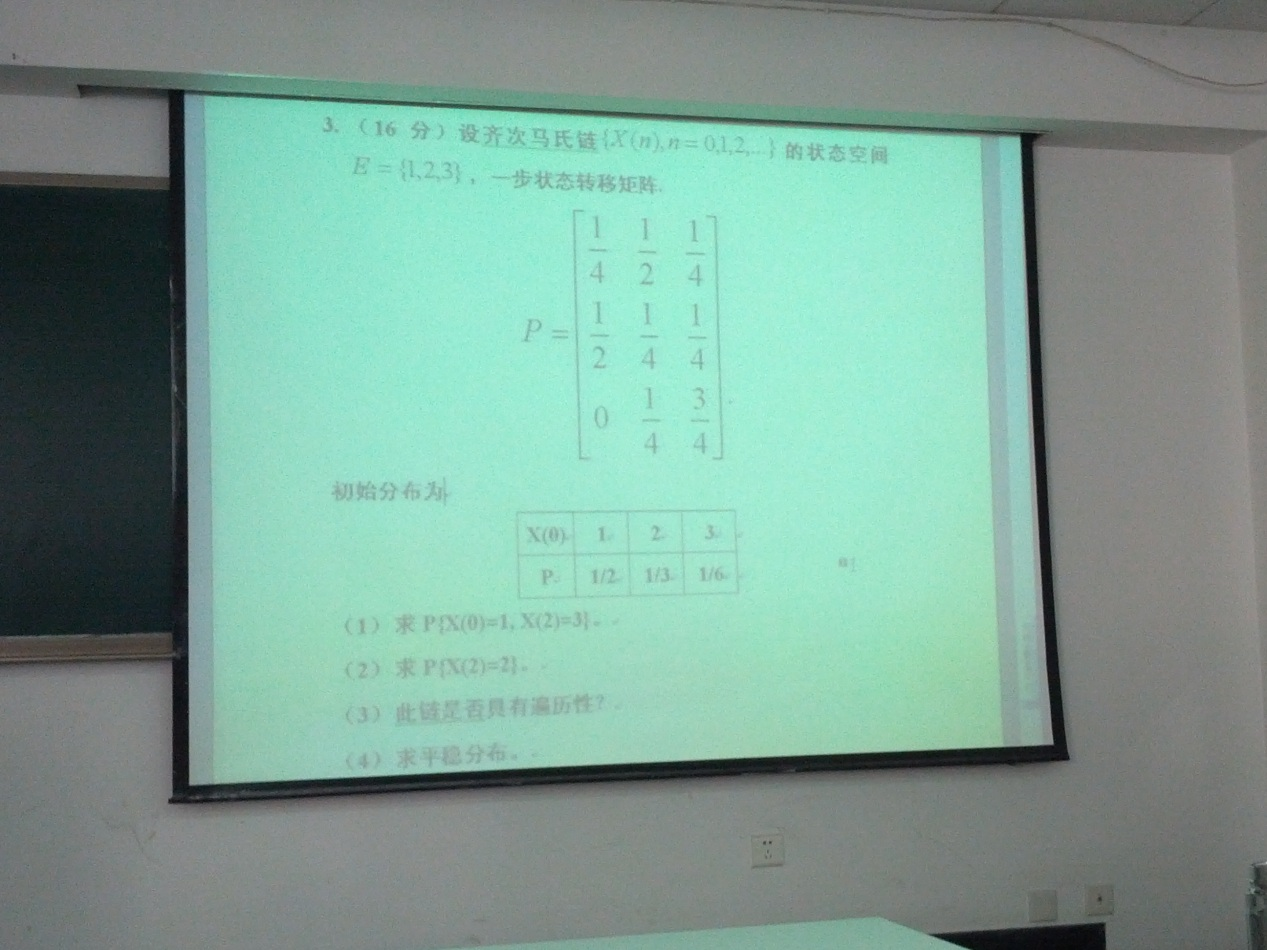 3. （16 分）设齐次马氏链{X(n),n=0,1,2,...} 的状态空间
E={1,2,3}，一步状态转移矩阵
P = [1/4 1/2 1/4
1/2 1/4 1/4
0 1/4 3/4]
初始分布为
X(0) 1 2 3
P 1/2 1/3 1/6
（1）求 P{X(0)=1, X(2)=3}。
（2）求 P{X(2)=2}。
（3）此链是否具有遍历性？
（4）求平稳分布。